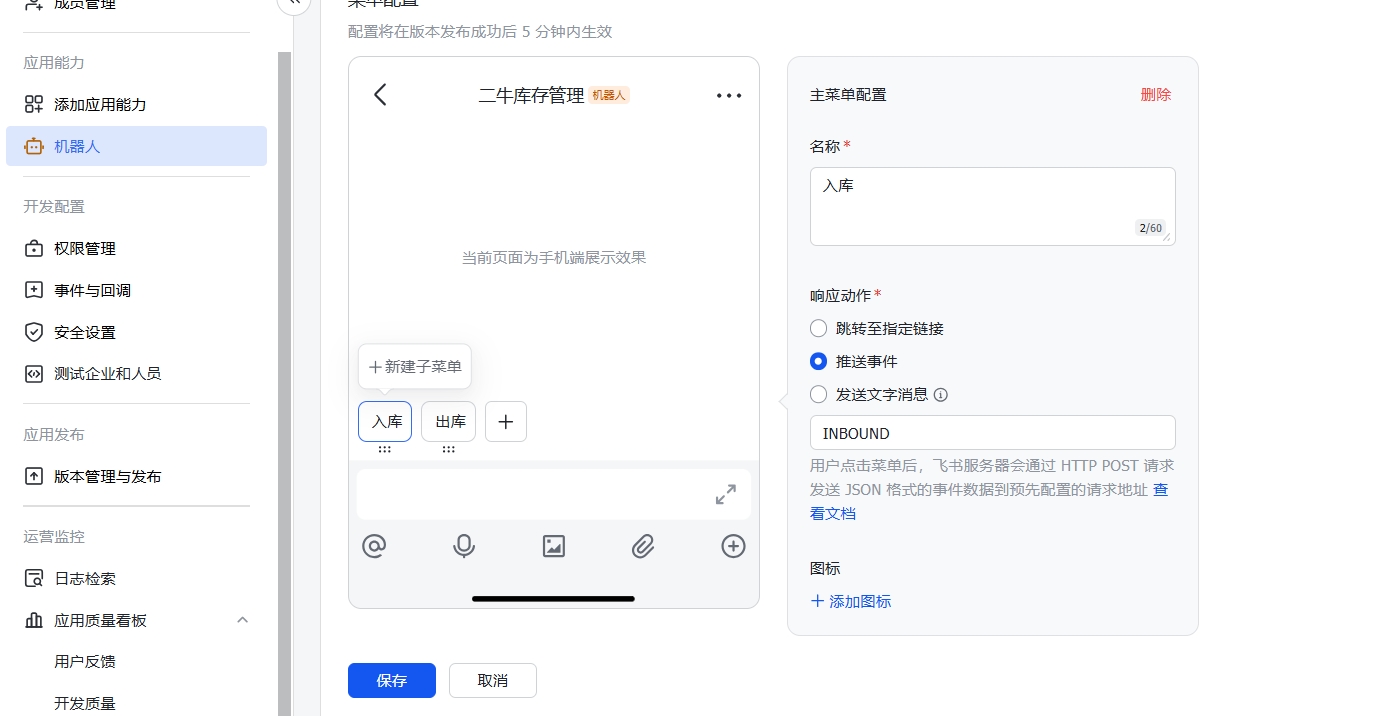 成员管理
应用能力
添加应用能力
机器人
开发配置
权限管理
事件与回调
安全设置
测试企业和人员
应用发布
版本管理与发布
运营监控
日志检索
应用质量看板
用户反馈
开发质量
菜单配置
配置将在版本发布成功后 5 分钟内生效
二牛库存管理 机器人
当前页面为手机端展示效果
新建子菜单
入库
出库
保存
取消
主菜单配置
删除
名称*
入库
2/60
响应动作*
跳转至指定链接
推送事件
发送文字消息
INBOUND
用户点击菜单后，飞书服务器会通过 HTTP POST 请求
发送 JSON 格式的事件数据到预先配置的请求地址 查
看文档
图标
添加图标